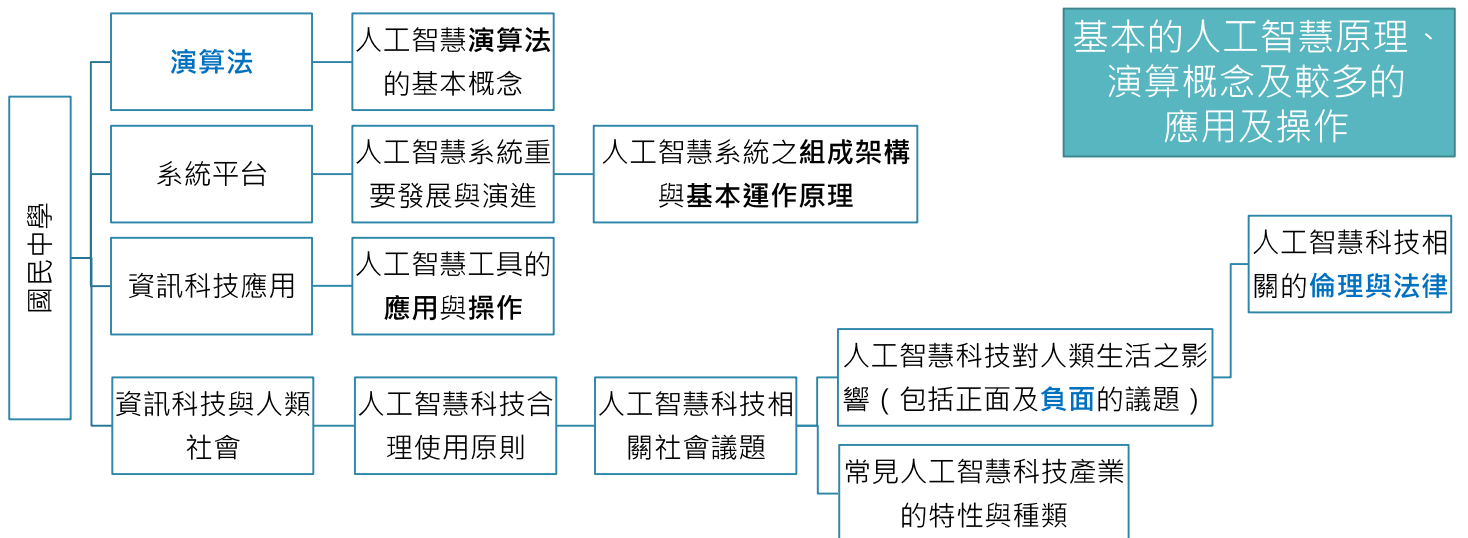 基本的人工智慧原理、
演算概念及較多的
應用及操作
國民中學
演算法
人工智慧演算法
的基本概念
系統平台
人工智慧系統重
要發展與演進
人工智慧系統之組成架構
與基本運作原理
資訊科技應用
人工智慧工具的
應用與操作
資訊科技與人類
社會
人工智慧科技合
理使用原則
人工智慧科技相
關社會議題
人工智慧科技對人類生活之影
響(包括正面及負面的議題)
人工智慧科技相
關的倫理與法律
常見人工智慧科技產業
的特性與種類